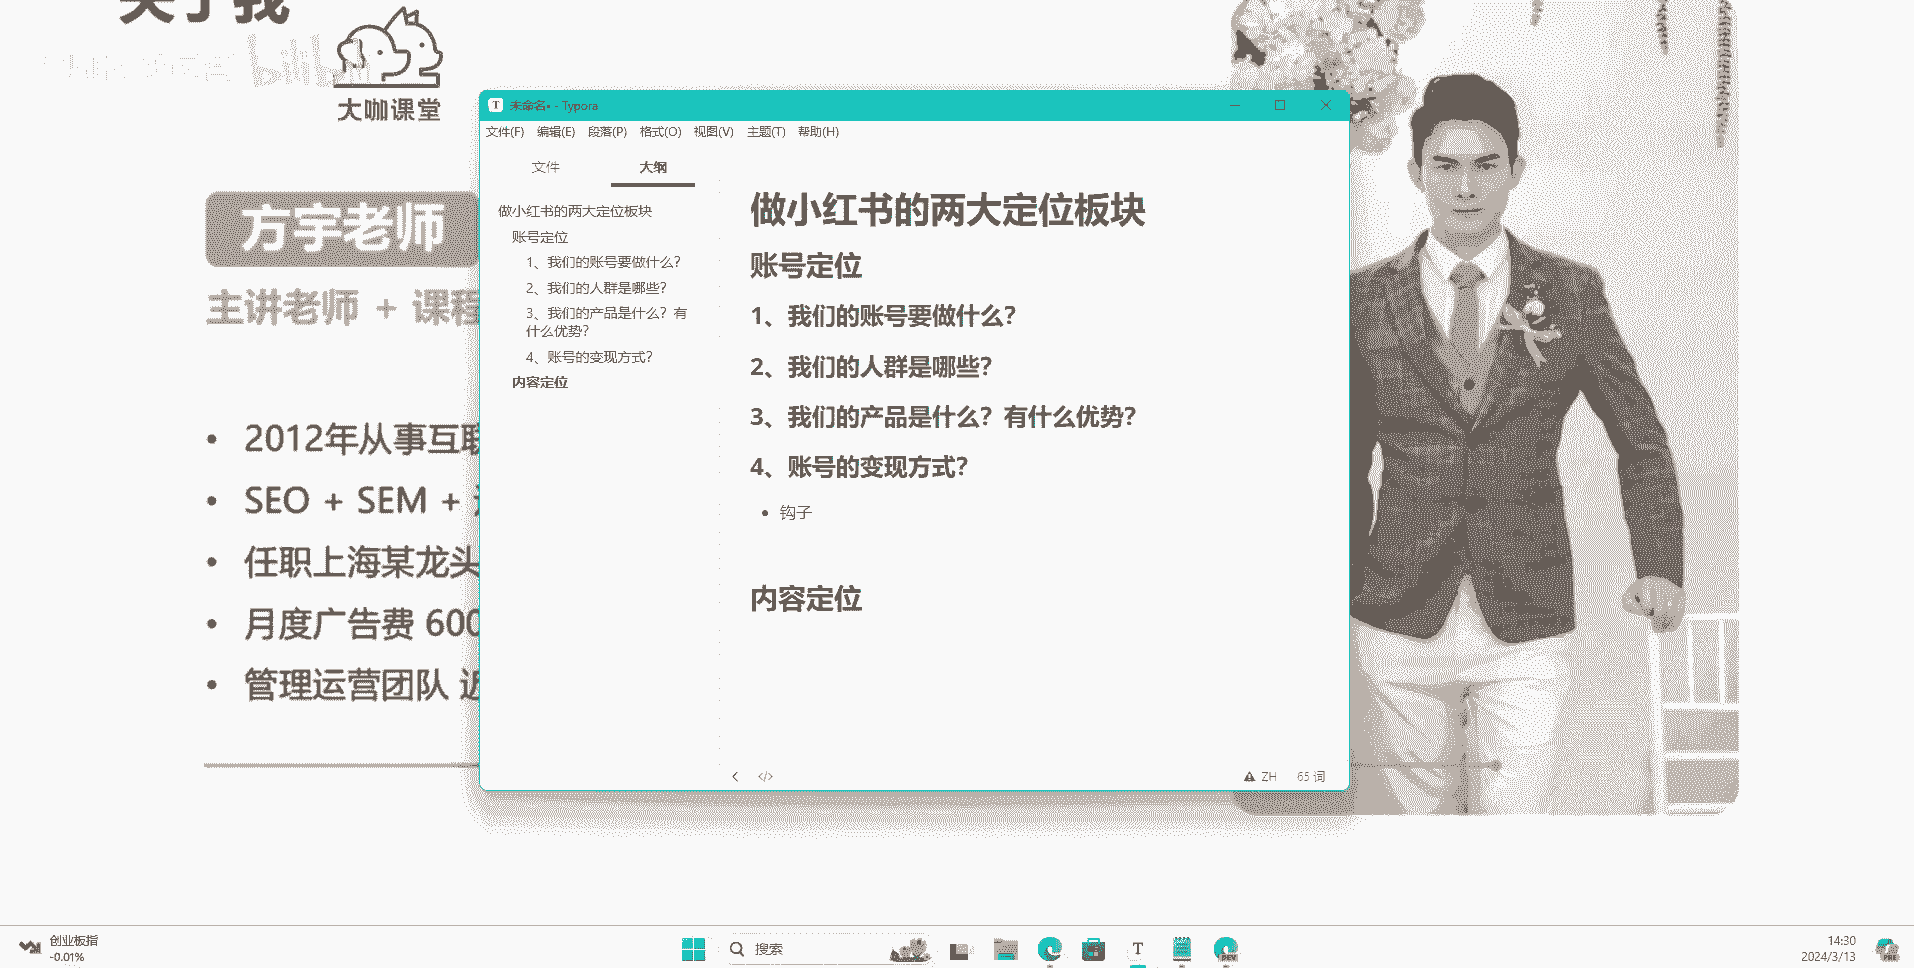 关于我
bilibili
大咖课堂
方宇老师
主讲老师 + 课程
2012年从事互联
SEO + SEM +
任职上海某龙头
月度广告费 600
管理运营团队 近
未命名• - Typora
文件(F) 编辑(E) 段落(P) 格式(O) 视图(V) 主题(T) 帮助(H)
文件 大纲
做小红书的两大定位板块
账号定位
1、我们的账号要做什么?
2、我们的人群是哪些?
3、我们的产品是什么? 有
什么优势?
4、账号的变现方式?
内容定位
做小红书的两大定位板块
账号定位
1、我们的账号要做什么?
2、我们的人群是哪些?
3、我们的产品是什么? 有什么优势?
4、账号的变现方式?
• 钩子
内容定位
ZH 65 词
创业板指
-0.01%
搜索
T
DEV
14:30
2024/3/13
PRE